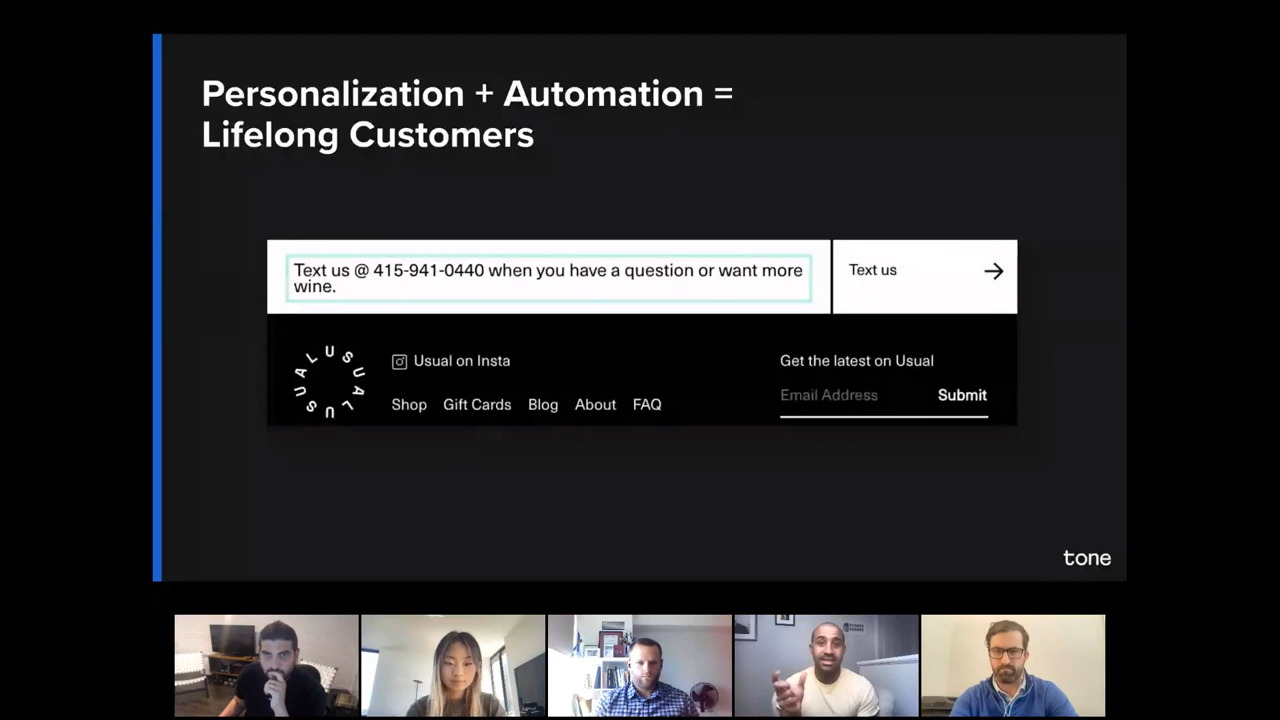 Personalization + Automation =
Lifelong Customers
Text us @ 415-941-0440 when you have a question or want more
wine.
Text us
USUAL USUAL
Usual on Insta
Get the latest on Usual
Shop Gift Cards Blog About FAQ
Email Address
Submit
tone